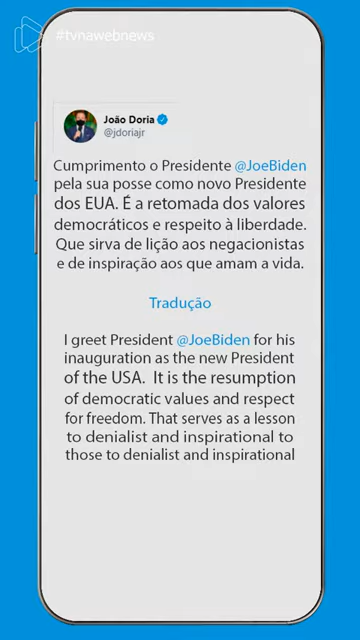 #tvnawebnews
João Doria
@jdoriajr
Cumprimento o Presidente @JoeBiden
pela sua posse como novo Presidente
dos EUA. É a retomada dos valores
democráticos e respeito à liberdade.
Que sirva de lição aos negacionistas
e de inspiração aos que amam a vida.
Tradução
I greet President @JoeBiden for his
inauguration as the new President
of the USA. It is the resumption
of democratic values and respect
for freedom. That serves as a lesson
to denialist and inspirational to
those to denialist and inspirational